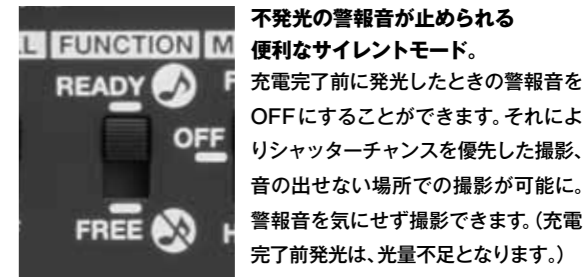 L FUNCTION M
READY
F
OFF
FREE
H
不発光の警報音が止められる
便利なサイレントモード。
充電完了前に発光したときの警報音を
OFFにすることができます。それによ
りシャッターチャンスを優先した撮影、
音の出せない場所での撮影が可能に。
警報音を気にせず撮影できます。(充電
完了前発光は、光量不足となります。)